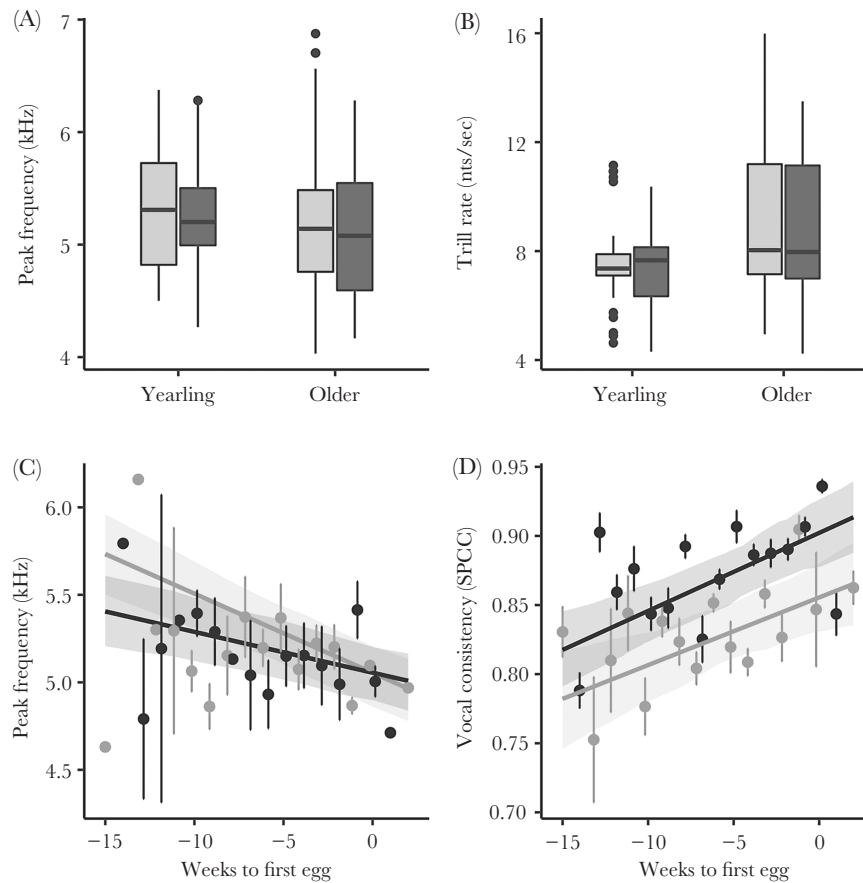 (A)
7
6
5
4
Peak frequency (kHz)
Yearling
Older
(B)
16
12
8
4
Trill rate (nts/sec)
Yearling
Older
(C)
6.0
5.5
5.0
4.5
Peak frequency (kHz)
−15
−10
−5
0
Weeks to first egg
(D)
0.95
0.90
0.85
0.80
0.75
0.70
Vocal consistency (SPCC)
−15
−10
−5
0
Weeks to first egg